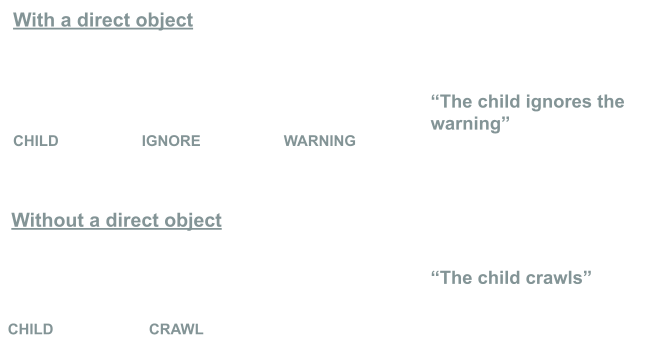 With a direct object
“The child ignores the
warning”
CHILD IGNORE WARNING
Without a direct object
“The child crawls”
CHILD CRAWL